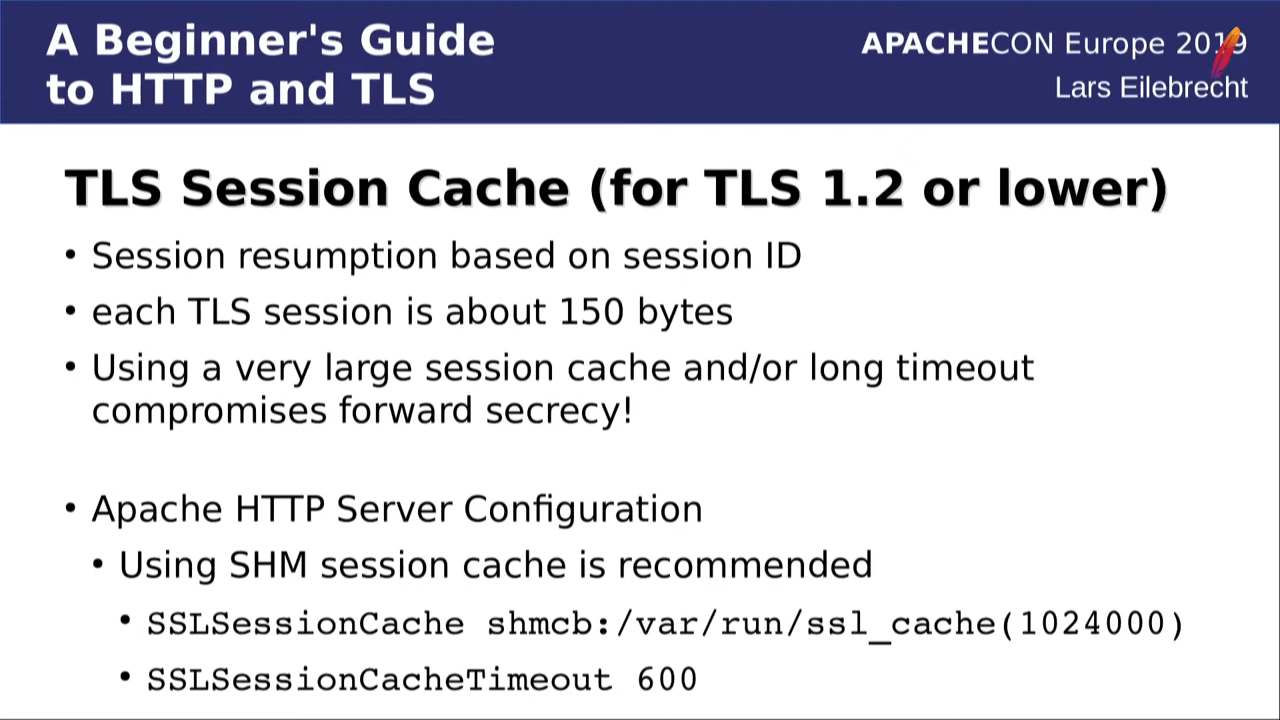 A Beginner's Guide
to HTTP and TLS
APACHECON Europe 2019
Lars Eilebrecht
TLS Session Cache (for TLS 1.2 or lower)
• Session resumption based on session ID
• each TLS session is about 150 bytes
• Using a very large session cache and/or long timeout
compromises forward secrecy!
• Apache HTTP Server Configuration
• Using SHM session cache is recommended
• SSLSessionCache shmcb:/var/run/ssl_cache(1024000)
• SSLSessionCacheTimeout 600